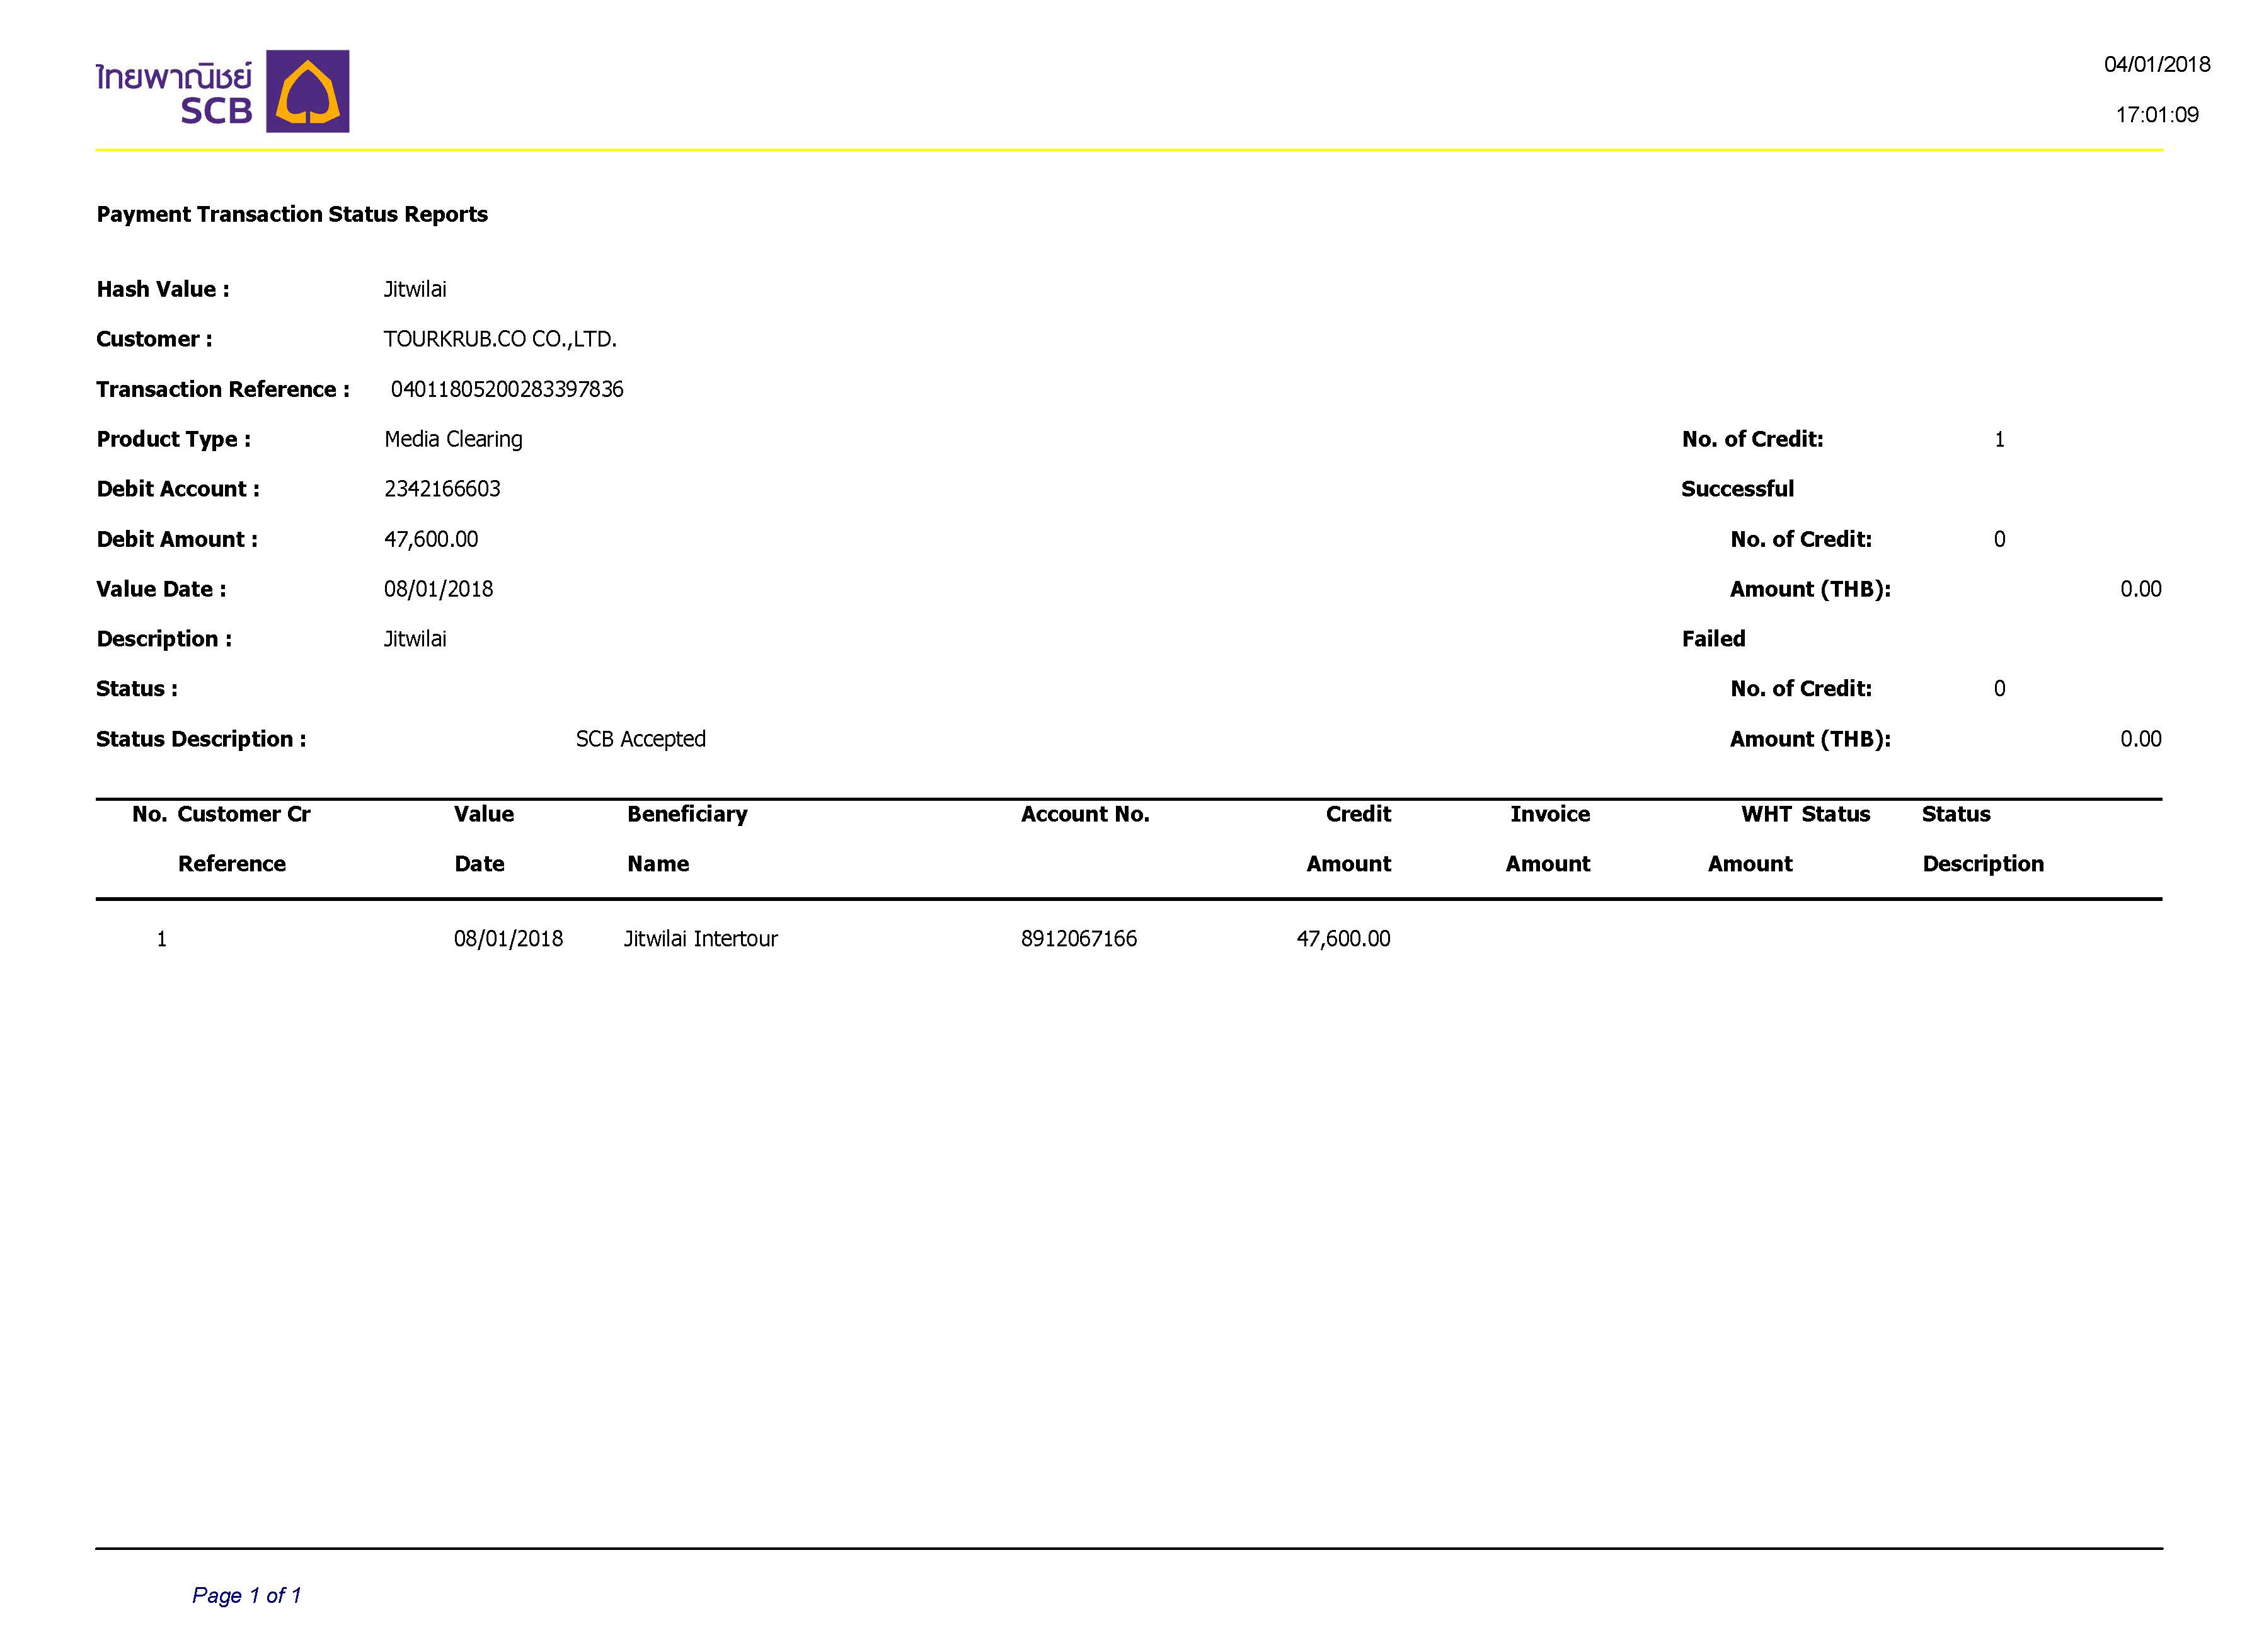 ไทยพาณิชย์
SCB
04/01/2018
17:01:09
Payment Transaction Status Reports
Hash Value : Jitwilai
Customer : TOURKRUB.CO CO.,LTD.
Transaction Reference : 04011805200283397836
Product Type : Media Clearing No. of Credit: 1
Debit Account : 2342166603 Successful
Debit Amount : 47,600.00 No. of Credit: 0
Value Date : 08/01/2018 Amount (THB): 0.00
Description : Jitwilai Failed
Status : No. of Credit: 0
Status Description : SCB Accepted Amount (THB): 0.00
No. Customer Cr Value Beneficiary Account No. Credit Invoice WHT Status Status
Reference Date Name Amount Amount Amount Description
1 08/01/2018 Jitwilai Intertour 8912067166 47,600.00
Page 1 of 1